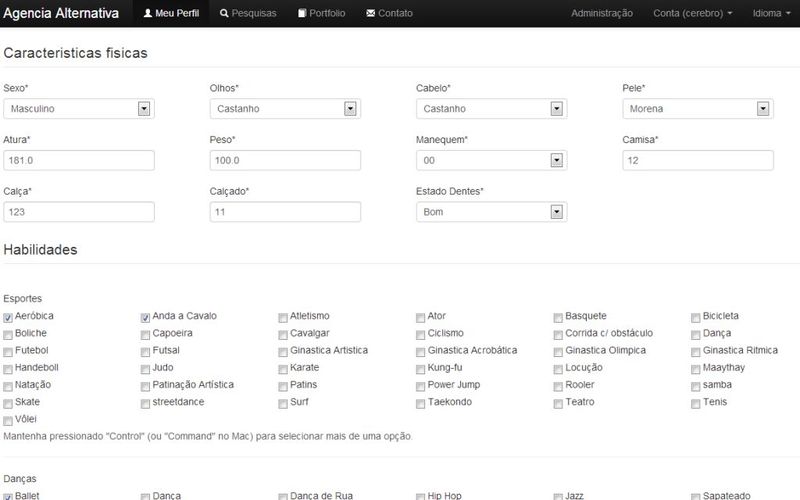 Agencia Alternativa Meu Perfil Pesquisas Portfolio Contato Administração Conta (cerebro) Idioma
Caracteristicas fisicas
Sexo* Olhos* Cabelo* Pele*
Masculino Castanho Castanho Morena
Atura* Peso* Manequem* Camisa*
181.0 100.0 00 12
Calça* Calçado* Estado Dentes*
123 11 Bom
Habilidades
Esportes
Aeróbica Anda a Cavalo Atletismo Ator Basquete Bicicleta
Boliche Capoeira Cavalgar Ciclismo Corrida c/ obstáculo Dança
Futebol Futsal Ginastica Artistica Ginastica Acrobática Ginastica Olimpica Ginastica Ritmica
Handeboll Judo Karate Kung-fu Locução Maaythay
Natação Patinação Artística Patins Power Jump Rooler samba
Skate streetdance Surf Taekondo Teatro Tenis
Vôlei
Mantenha pressionado "Control" (ou "Command" no Mac) para selecionar mais de uma opção.
Danças
Ballet Dança Dança de Rua Hip Hop Jazz Sapateado